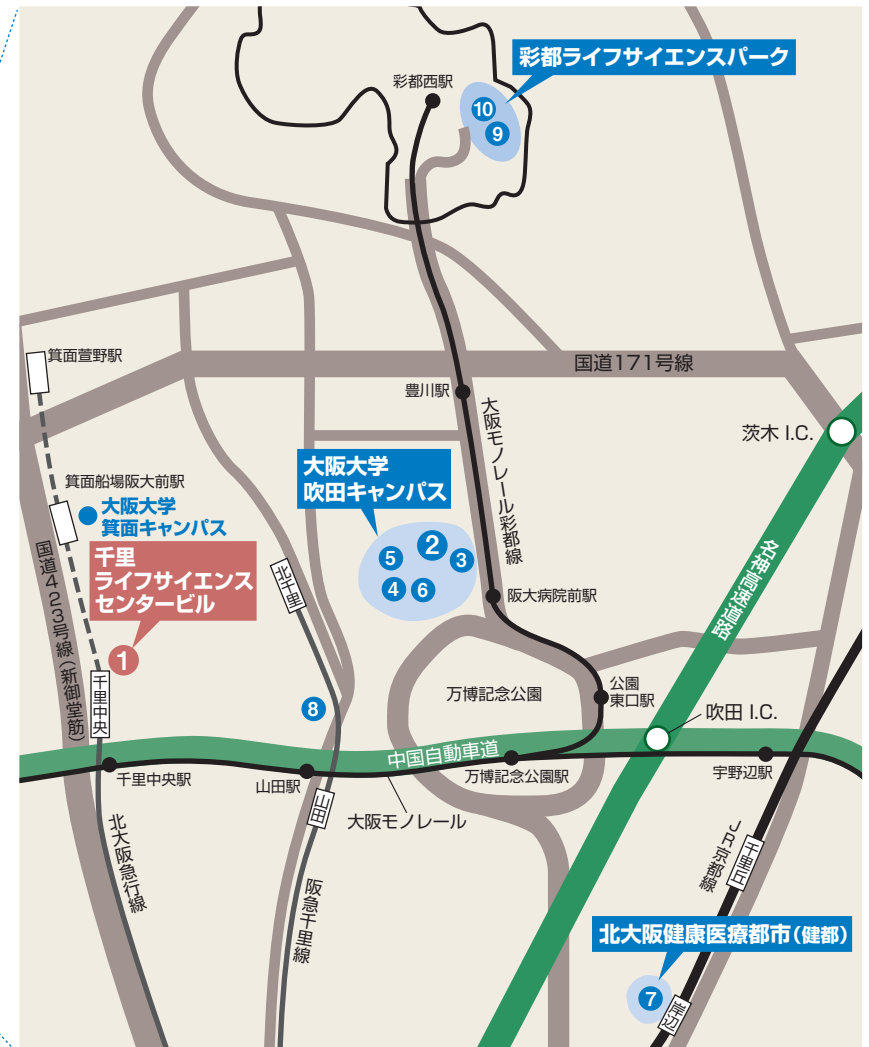 彩都ライフサイエンスパーク
彩都西駅
10
9
箕面萱野駅
国道171号線
豊川駅
茨木 I.C.
大阪モノレール彩都線
大阪大学
吹田キャンパス
箕面船場阪大前駅
大阪大学
箕面キャンパス
国道423号線(新御堂筋)
千里
ライフサイエンス
センタービル
1
2
3
5
4
6
北千里
阪大病院前駅
名神高速道路
千里中央
8
万博記念公園
公園
東口駅
吹田 I.C.
中国自動車道
千里中央駅
山田駅
万博記念公園駅
宇野辺駅
山田
大阪モノレール
北大阪急行線
阪急千里線
JR京都線
千里丘
北大阪健康医療都市(健都)
7
岸辺